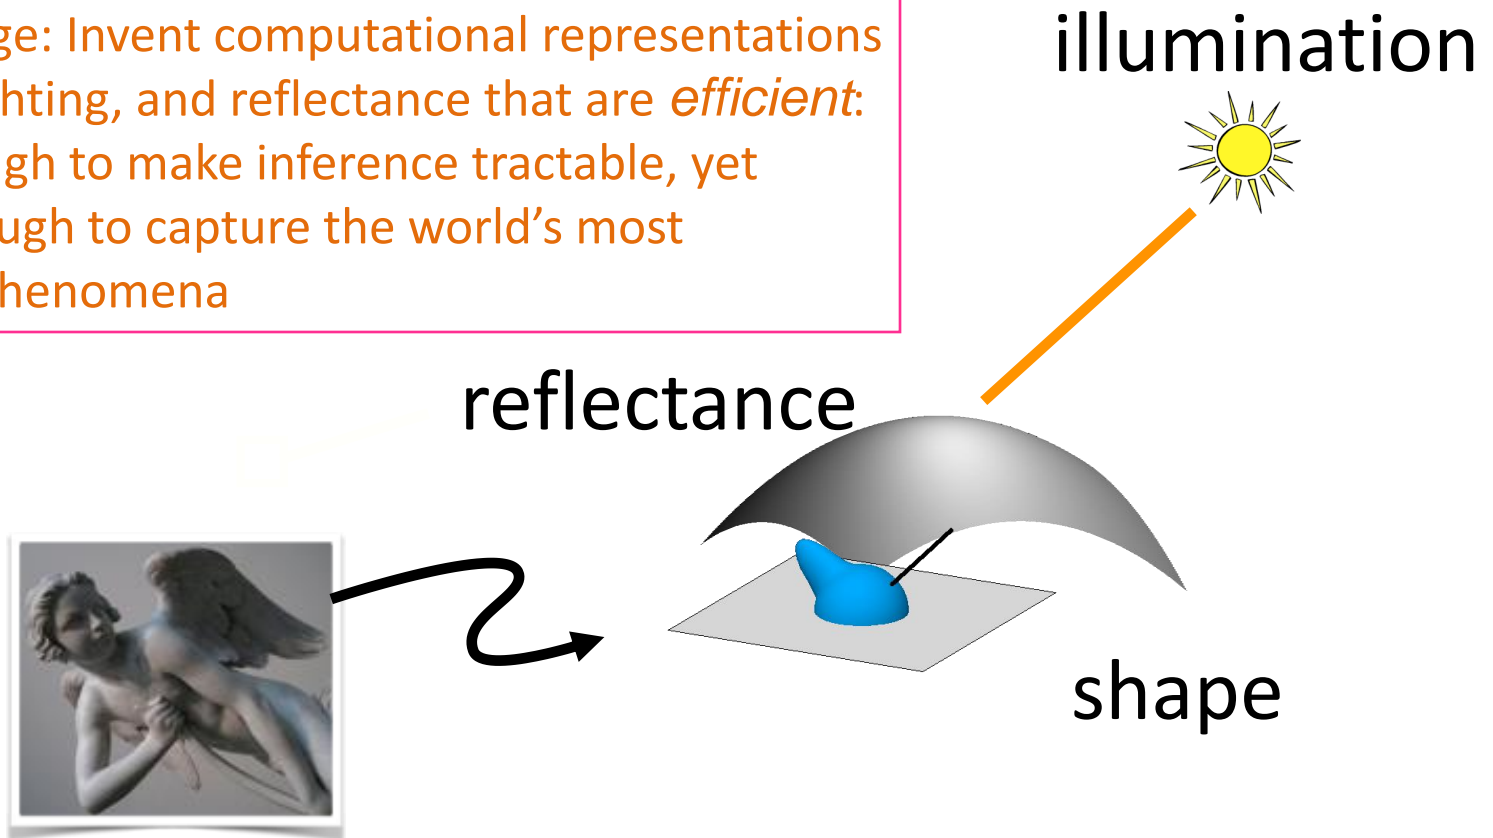 ge: Invent computational representations
hting, and reflectance that are efficient:
gh to make inference tractable, yet
ugh to capture the world's most
henomena
illumination
reflectance
shape